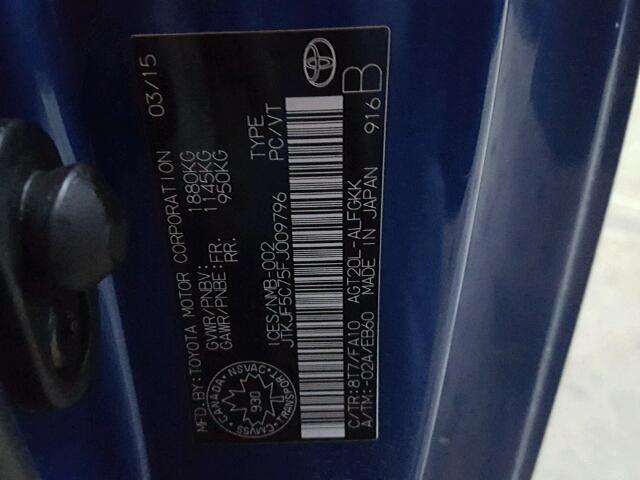 MFD.BY:TOYOTA MOTOR CORPORATION 03/15
GVWR/PNBV: 1880KG
GAWR/PNBE:FR: 1145KG
RR: 950KG
ICES/NMB-002 TYPE
JTKJF5C75FJ009796 PC/VT
CANADA
NSVAC
930
TRANSPORT
CMVSS
C/TR:8T7/FA10 AGT20L-ALFGKK 916 B
A/TM:-02A/EB60 MADE IN JAPAN